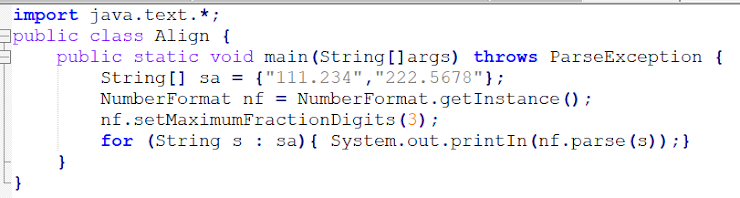 import java.text.*;
public class Align {
public static void main(String[]args) throws ParseException {
String[] sa = {"111.234","222.5678"};
NumberFormat nf = NumberFormat.getInstance();
nf.setMaximumFractionDigits(3);
for (String s : sa){ System.out.printIn(nf.parse(s));}
}
}